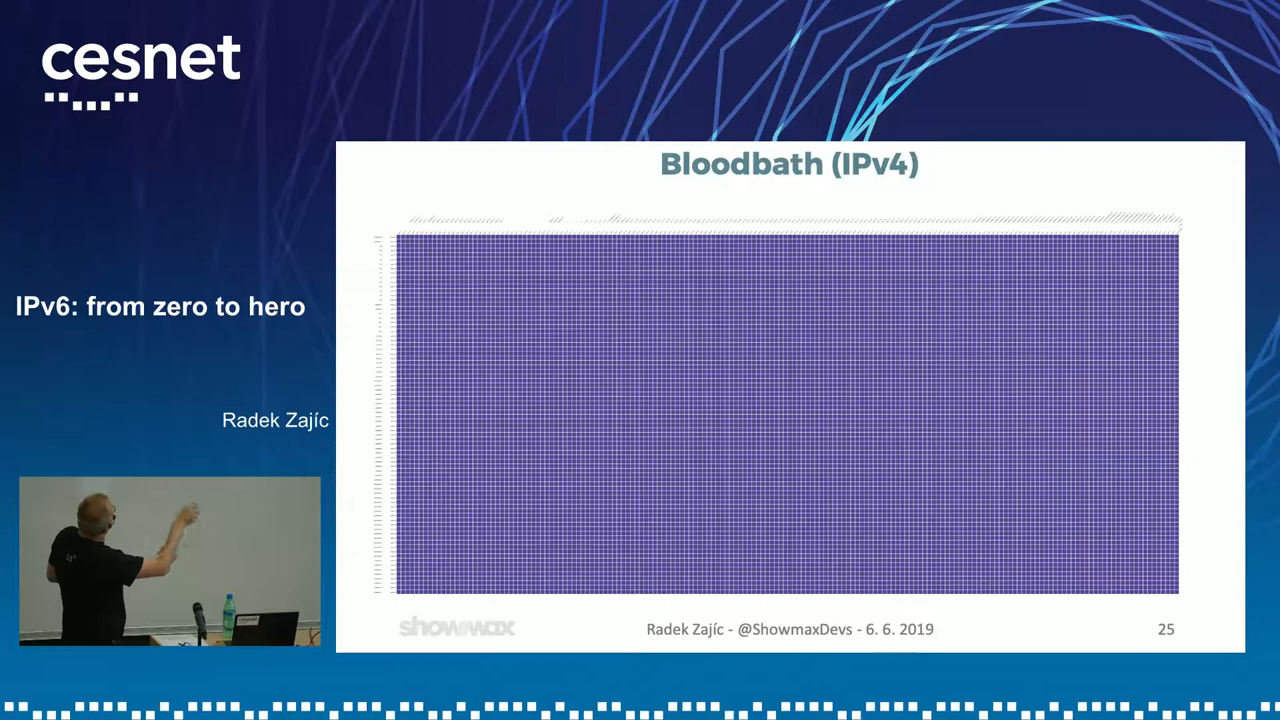 cesnet
Bloodbath (IPv4)
IPv6: from zero to hero
Radek Zajíc
showmax
Radek Zajíc - @ShowmaxDevs - 6. 6. 2019
25